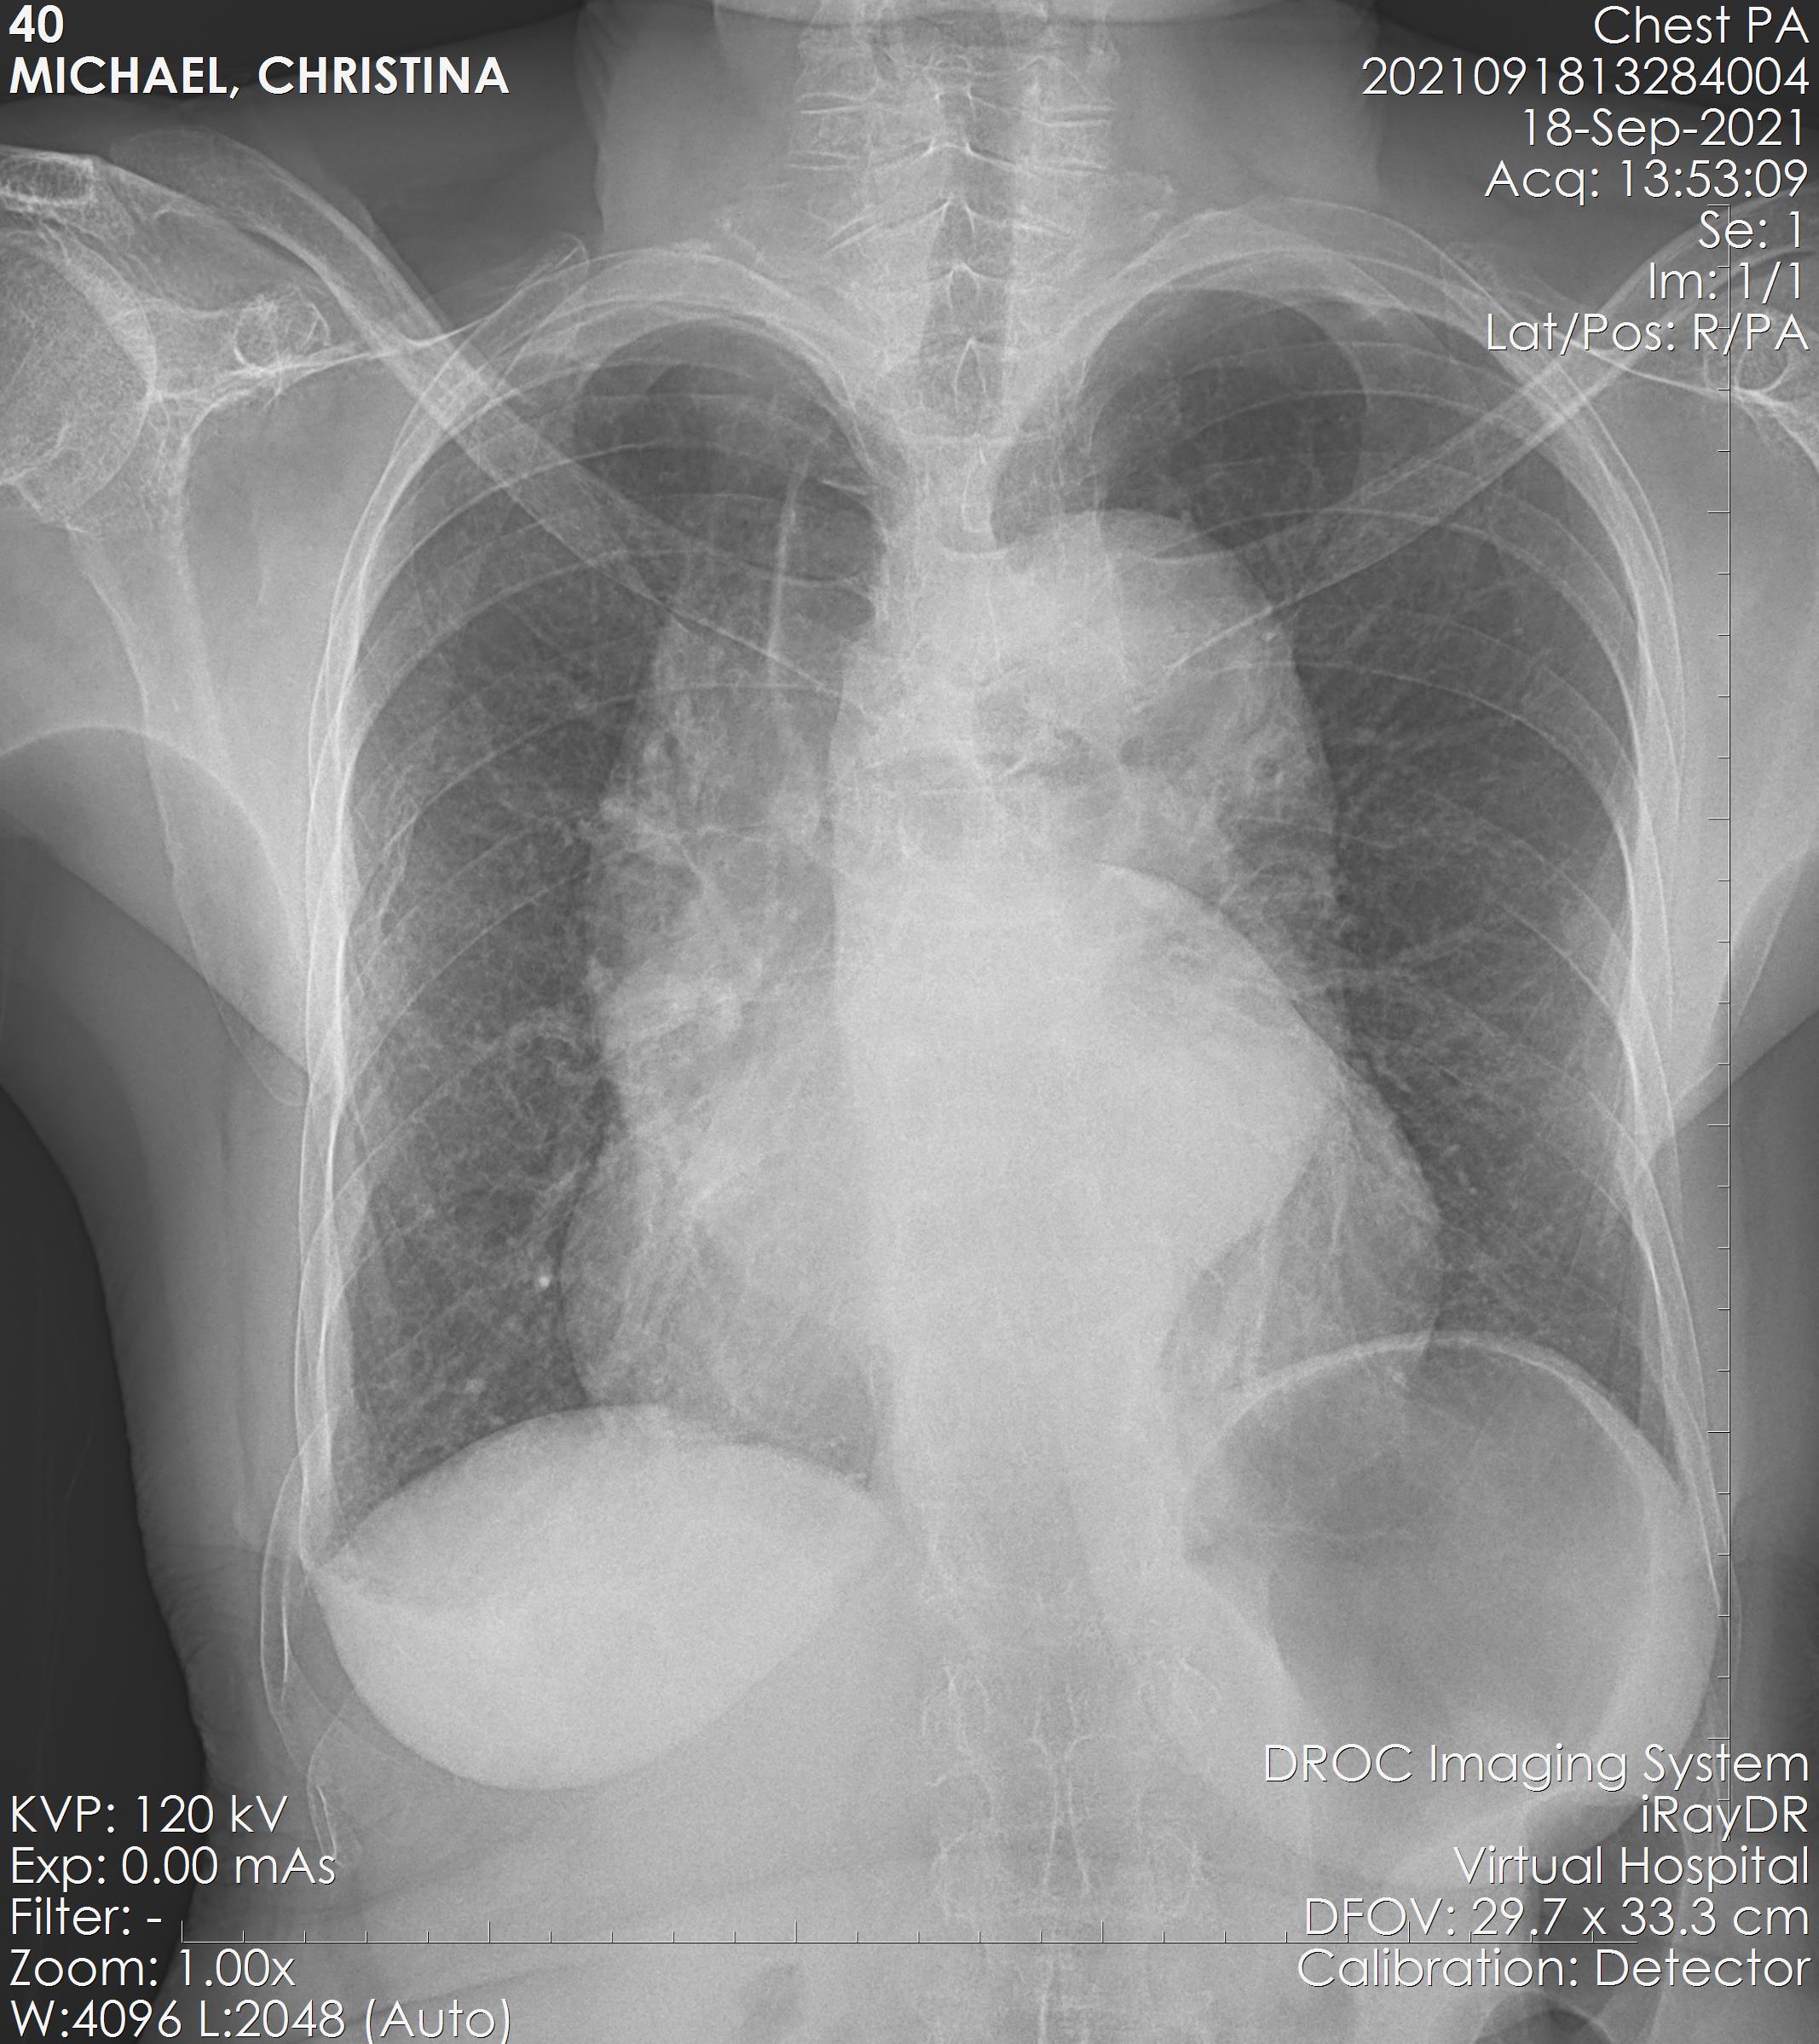 40
MICHAEL, CHRISTINA
Chest PA
2021091813284004
18-Sep-2021
Acq: 13:53:09
Se: 1
Im: 1/1
Lat/Pos: R/PA
KVP: 120 kV
Exp: 0.00 mAs
Filter: -
Zoom: 1.00x
W:4096 L:2048 (Auto)
DROC Imaging System
iRayDR
Virtual Hospital
DFOV: 29.7 x 33.3 cm
Calibration: Detector